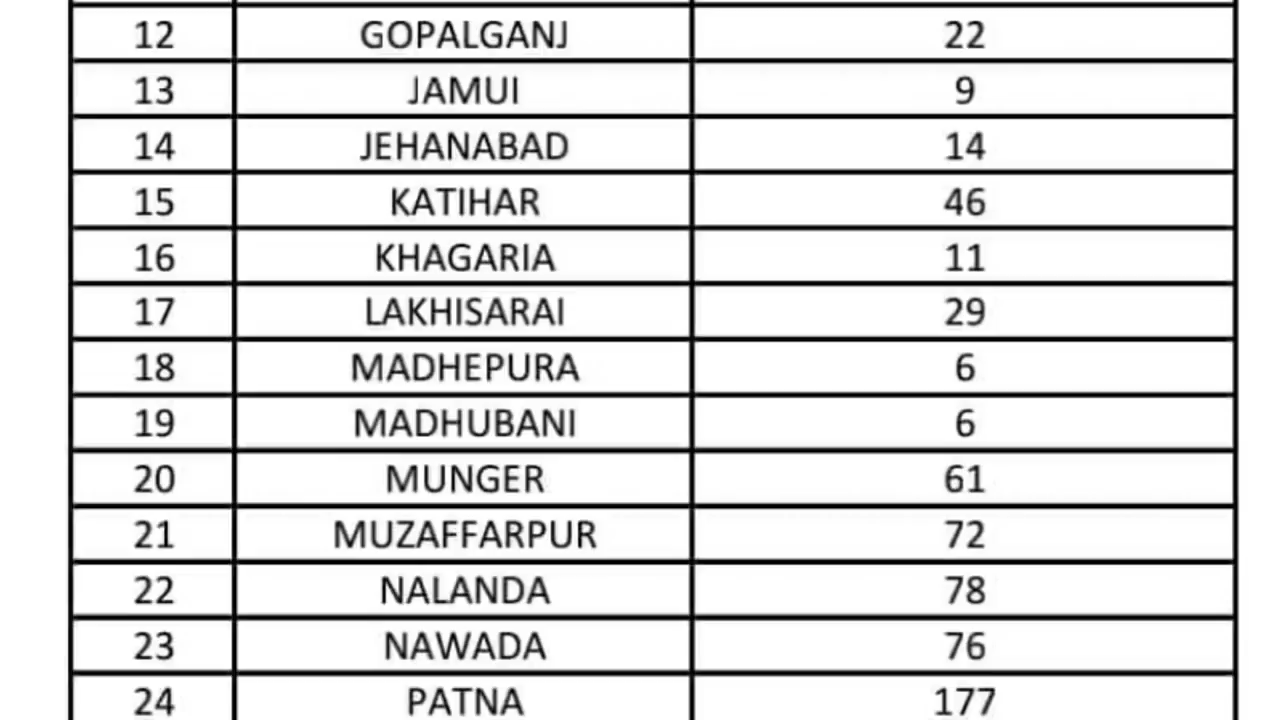 12 GOPALGANJ 22
13 JAMUI 9
14 JEHANABAD 14
15 KATIHAR 46
16 KHAGARIA 11
17 LAKHISARAI 29
18 MADHEPURA 6
19 MADHUBANI 6
20 MUNGER 61
21 MUZAFFARPUR 72
22 NALANDA 78
23 NAWADA 76
24 PATNA 177